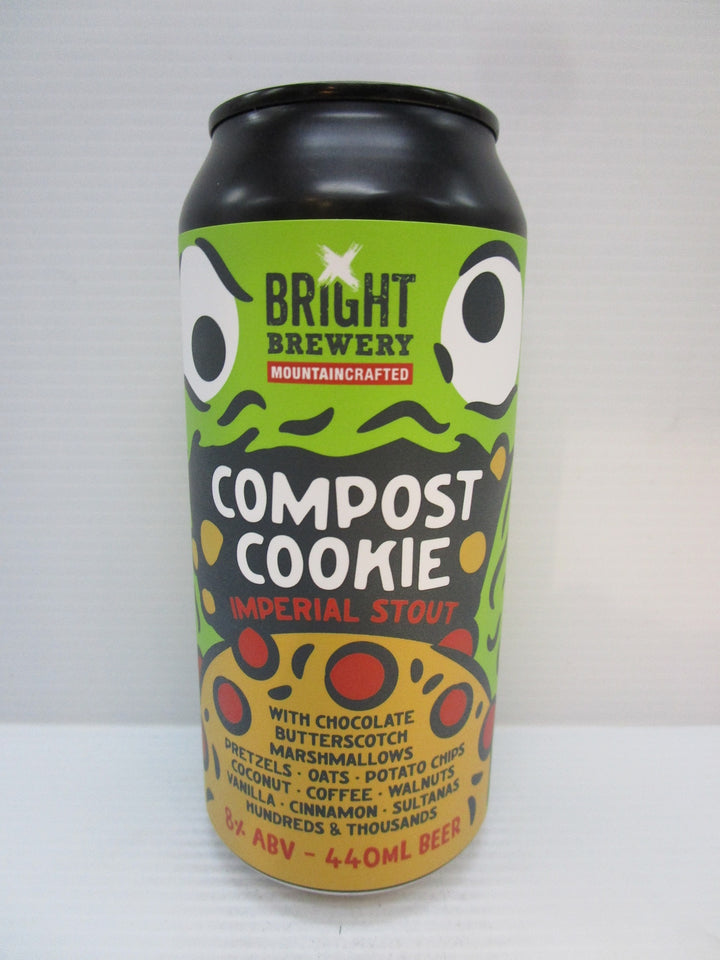 BRIGHT
BREWERY
MOUNTAINCRAFTED
COMPOST
COOKIE
IMPERIAL STOUT
WITH CHOCOLATE
BUTTERSCOTCH
MARSHMALLOWS
PRETZELS · OATS · POTATO CHIPS
COCONUT · COFFEE · WALNUTS
VANILLA · CINNAMON · SULTANAS
HUNDREDS & THOUSANDS
8% ABV - 440ML BEER